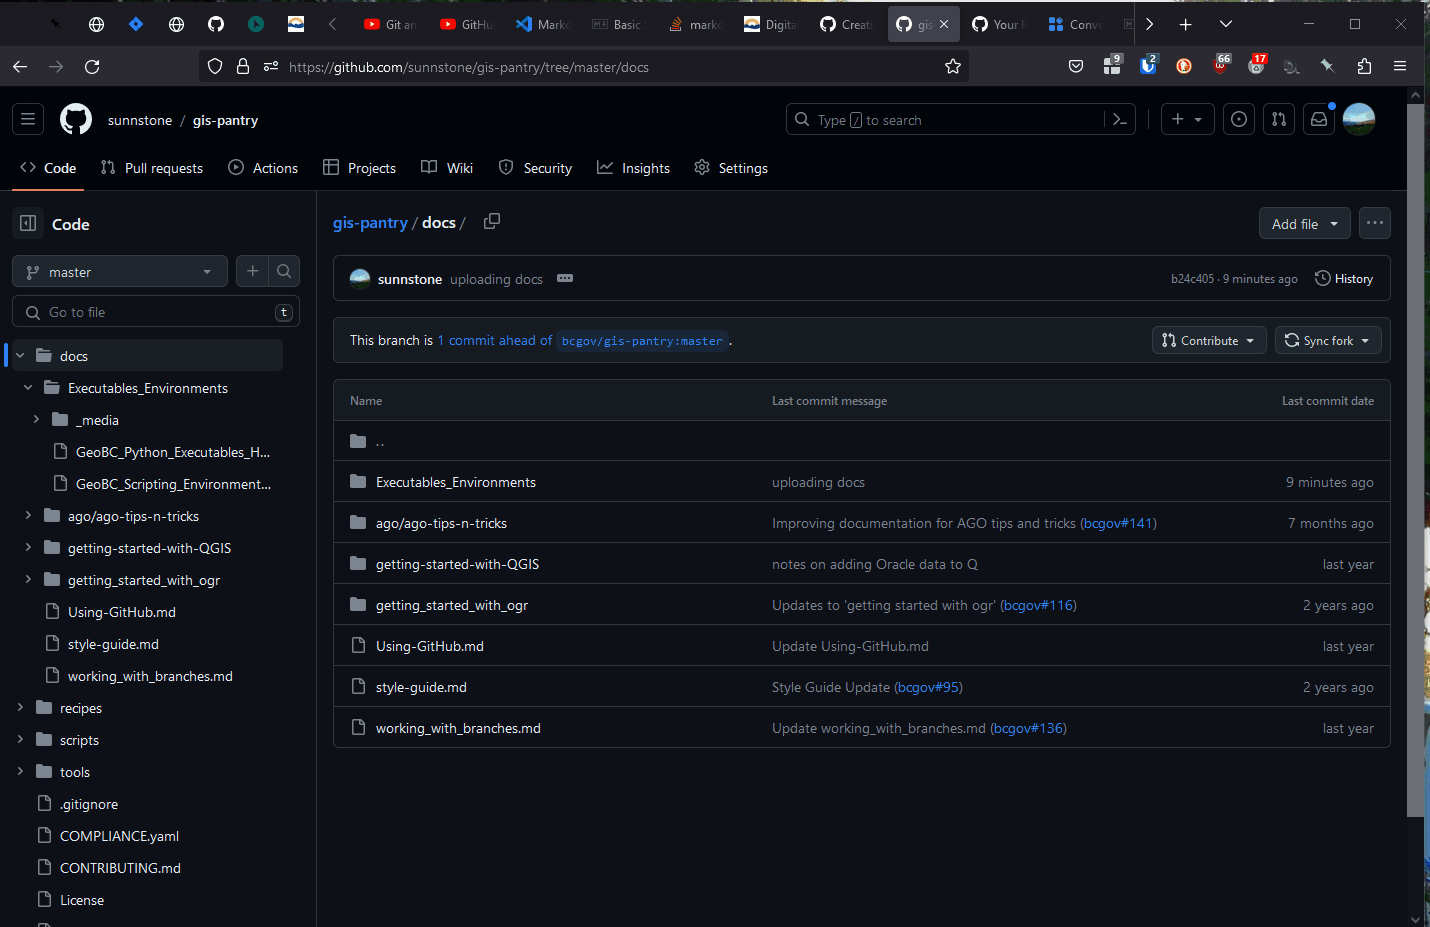 Git an
GitHu
Markd
Basic
markd
Digita
Creati
gis-
Your R
Conve
https://github.com/sunnstone/gis-pantry/tree/master/docs
9
2
66
17
sunnstone / gis-pantry
Type / to search
Code
Pull requests
Actions
Projects
Wiki
Security
Insights
Settings
Code
gis-pantry / docs /
Add file
master
sunnstone uploading docs
b24c405 · 9 minutes ago
History
Go to file
t
This branch is 1 commit ahead of bcgov/gis-pantry:master .
Contribute
Sync fork
docs
Executables_Environments
_media
GeoBC_Python_Executables_H...
GeoBC_Scripting_Environment...
ago/ago-tips-n-tricks
getting-started-with-QGIS
getting_started_with_ogr
Using-GitHub.md
style-guide.md
working_with_branches.md
recipes
scripts
tools
.gitignore
COMPLIANCE.yaml
CONTRIBUTING.md
License
Name Last commit message Last commit date
..
Executables_Environments uploading docs 9 minutes ago
ago/ago-tips-n-tricks Improving documentation for AGO tips and tricks (bcgov#141) 7 months ago
getting-started-with-QGIS notes on adding Oracle data to Q last year
getting_started_with_ogr Updates to 'getting started with ogr' (bcgov#116) 2 years ago
Using-GitHub.md Update Using-GitHub.md last year
style-guide.md Style Guide Update (bcgov#95) 2 years ago
working_with_branches.md Update working_with_branches.md (bcgov#136) last year